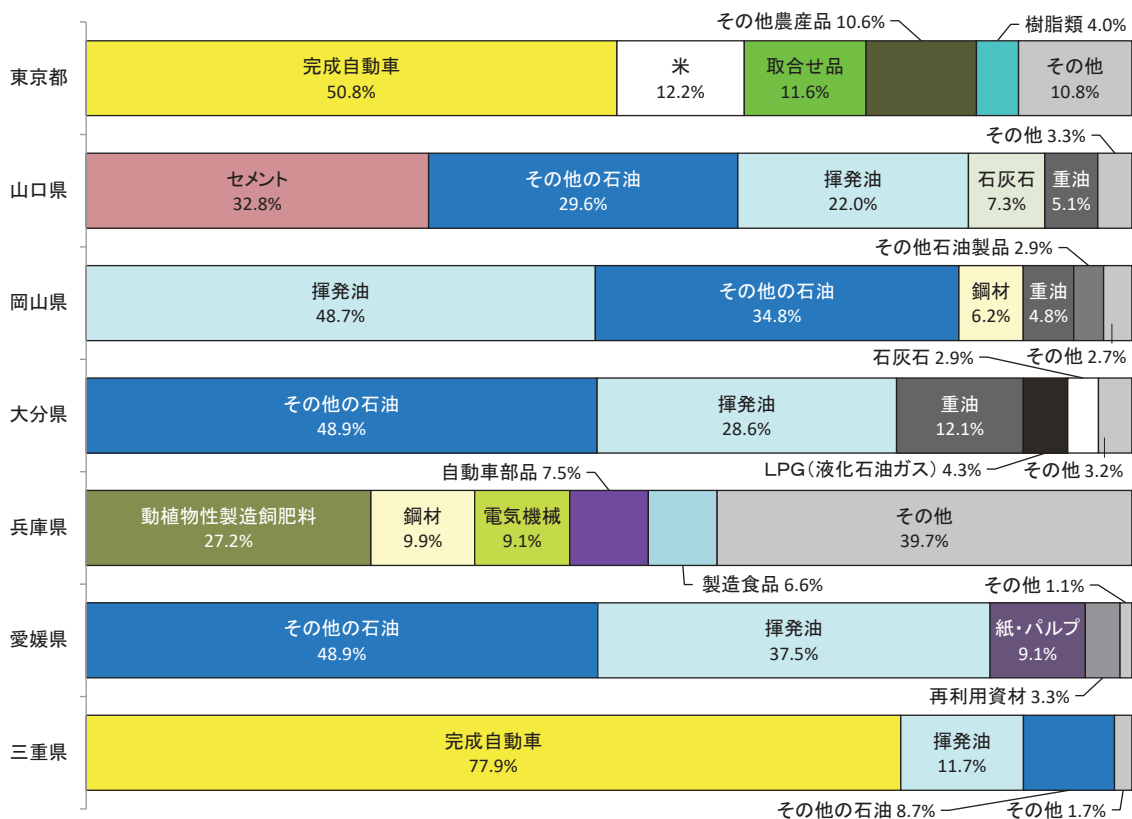 その他農産品 10.6%
樹脂類 4.0%
東京都
完成自動車
50.8%
米
12.2%
取合せ品
11.6%
その他
10.8%
その他 3.3%
山口県
セメント
32.8%
その他の石油
29.6%
揮発油
22.0%
石灰石
7.3%
重油
5.1%
その他石油製品 2.9%
岡山県
揮発油
48.7%
その他の石油
34.8%
鋼材
6.2%
重油
4.8%
その他 2.7%
石灰石 2.9%
大分県
その他の石油
48.9%
揮発油
28.6%
重油
12.1%
LPG（液化石油ガス） 4.3%
その他 3.2%
自動車部品 7.5%
兵庫県
動植物性製造飼肥料
27.2%
鋼材
9.9%
電気機械
9.1%
その他
39.7%
製造食品 6.6%
その他 1.1%
愛媛県
その他の石油
48.9%
揮発油
37.5%
紙・パルプ
9.1%
再利用資材 3.3%
三重県
完成自動車
77.9%
揮発油
11.7%
その他の石油 8.7%
その他 1.7%